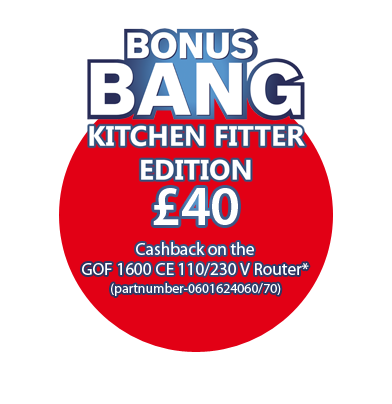 BONUS
BANG
KITCHEN FITTER
EDITION
£40
Cashback on the
GOF 1600 CE 110/230 V Router*
(partnumber-0601624060/70)